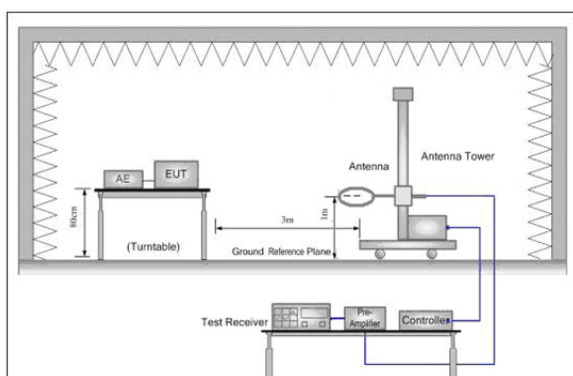 Antenna
Antenna Tower
AE
EUT
80cm
(Turntable)
3m
1m
Ground Reference Plane
Test Receiver
Pre-
Amplifier
Controller